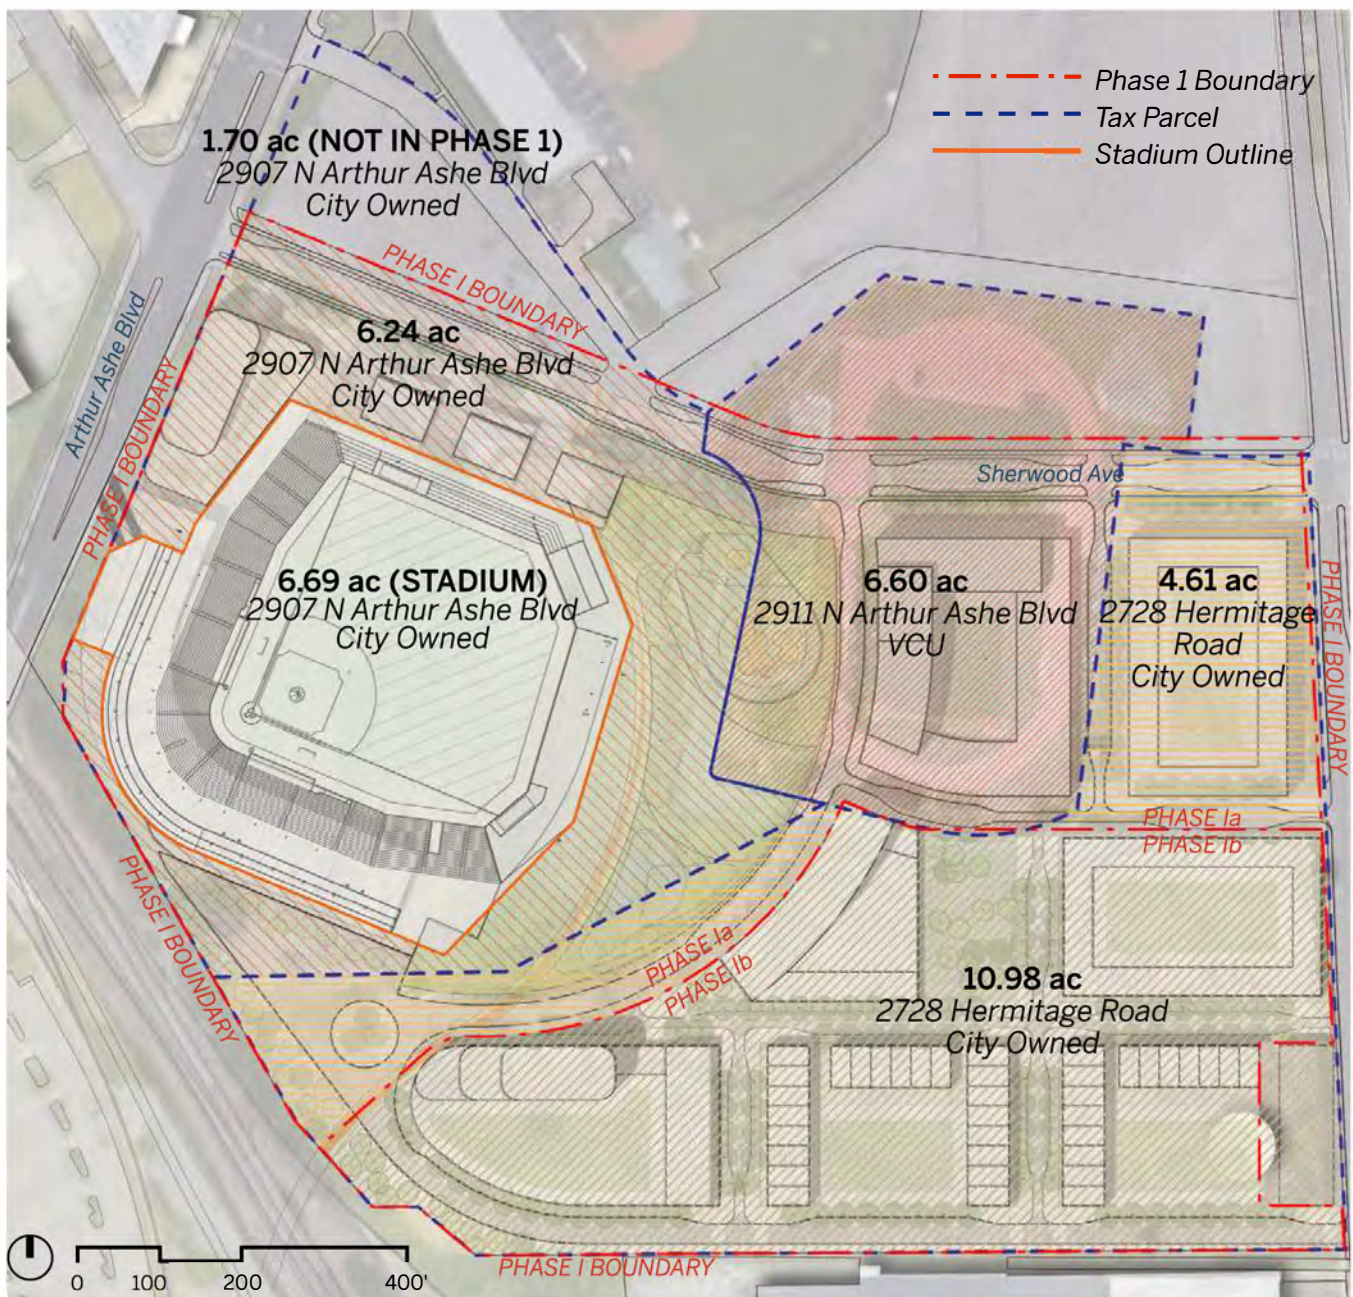 Phase 1 Boundary
Tax Parcel
Stadium Outline
1.70 ac (NOT IN PHASE 1)
2907 N Arthur Ashe Blvd
City Owned
PHASE I BOUNDARY
Arthur Ashe Blvd
PHASE I BOUNDARY
6.24 ac
2907 N Arthur Ashe Blvd
City Owned
Sherwood Ave
6.69 ac (STADIUM)
2907 N Arthur Ashe Blvd
City Owned
6.60 ac
2911 N Arthur Ashe Blvd
VCU
4.61 ac
2728 Hermitage
Road
City Owned
PHASE I BOUNDARY
PHASE Ia
PHASE Ib
PHASE I BOUNDARY
PHASE Ia
PHASE Ib
10.98 ac
2728 Hermitage Road
City Owned
PHASE I BOUNDARY
0 100 200 400'